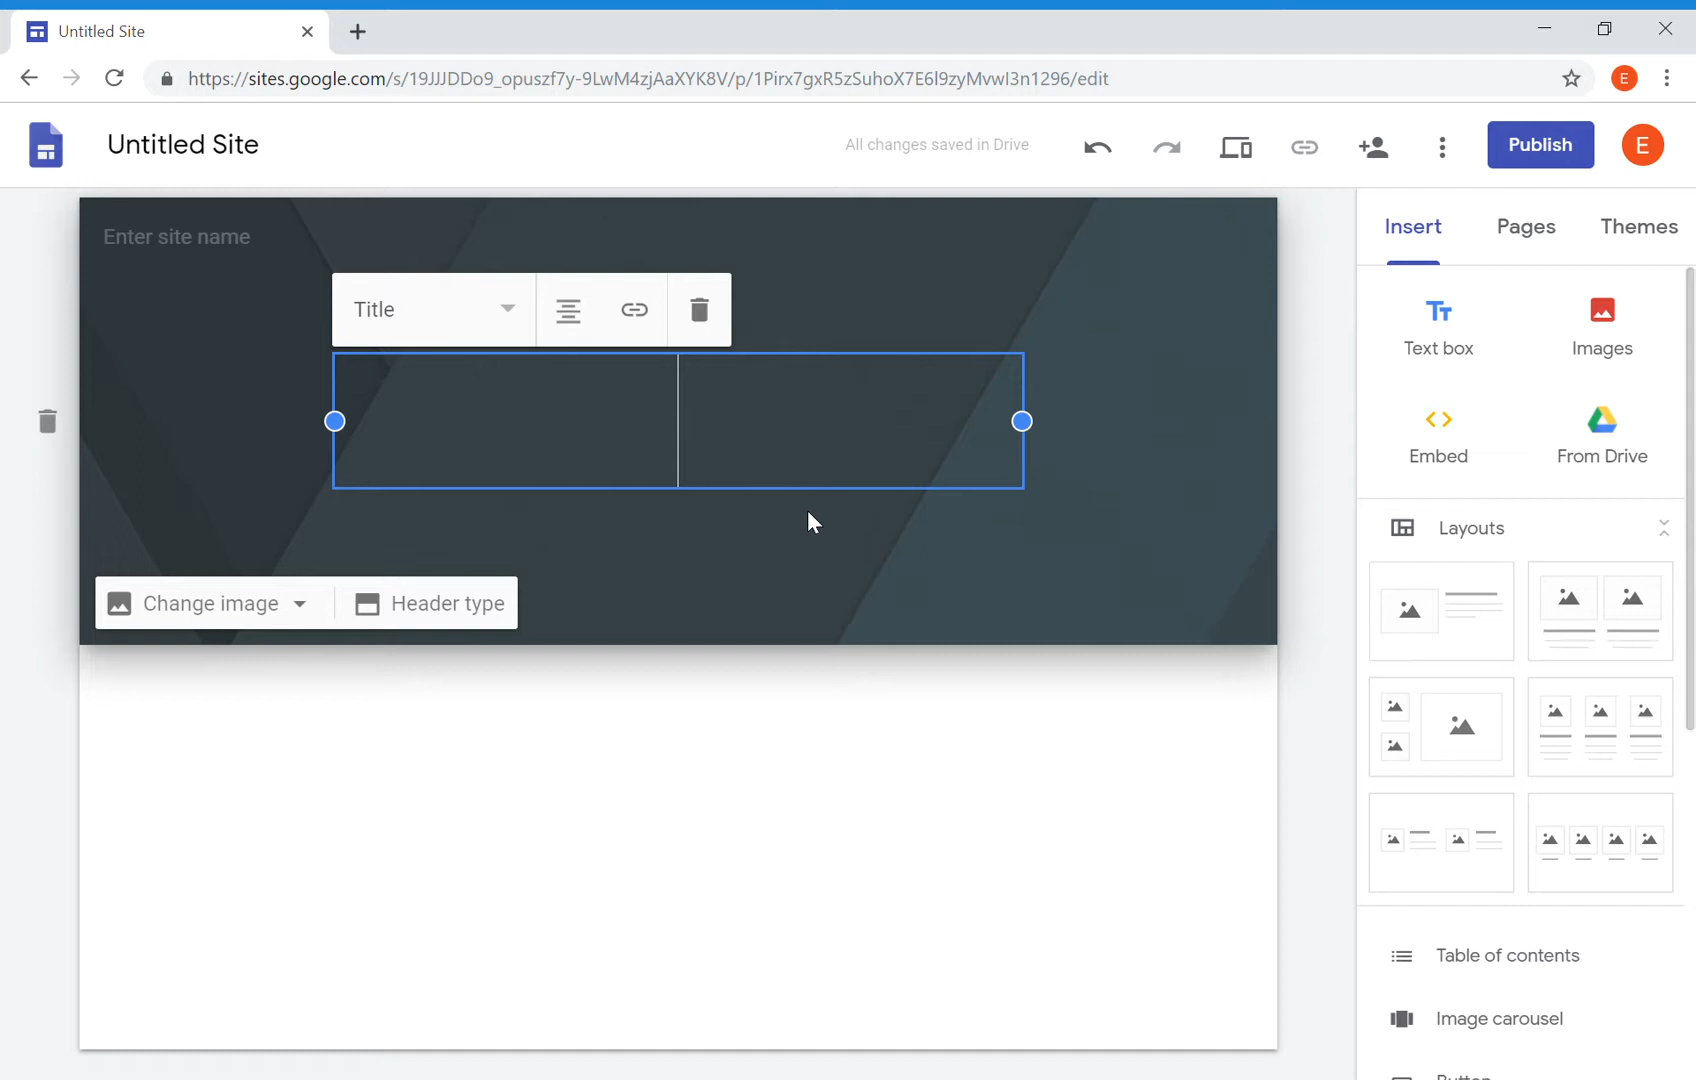 Untitled Site
https://sites.google.com/s/19JJJDDo9_opuszf7y-9LwM4zjAaXYK8V/p/1Pirx7gxR5zSuhoX7E6l9zyMvwI3n1296/edit
E
Untitled Site
All changes saved in Drive
Publish
E
Enter site name
Title
Change image
Header type
Insert
Pages
Themes
Text box
Images
Embed
From Drive
Layouts
Table of contents
Image carousel